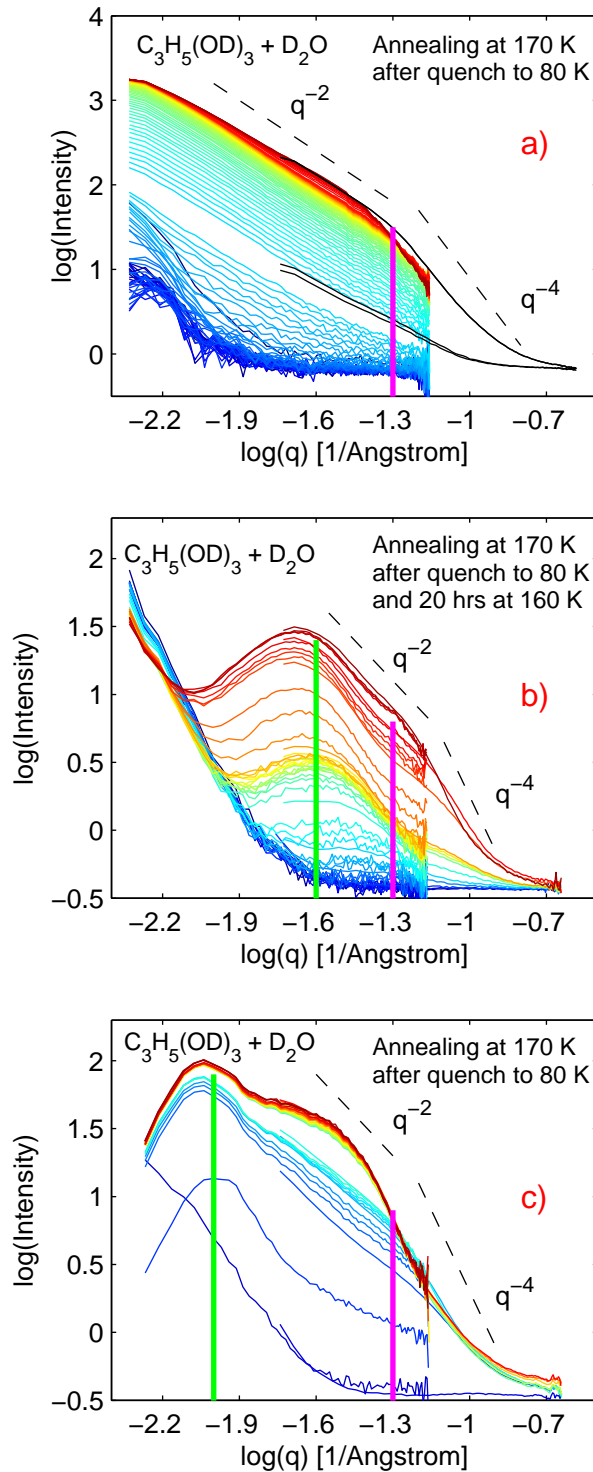 C₃H₅(OD)₃ + D₂O
Annealing at 170 K
after quench to 80 K
q⁻²
a)
q⁻⁴
log(Intensity)
4
3
2
1
0
−2.2 −1.9 −1.6 −1.3 −1 −0.7
log(q) [1/Angstrom]
C₃H₅(OD)₃ + D₂O
Annealing at 170 K
after quench to 80 K
and 20 hrs at 160 K
q⁻²
b)
q⁻⁴
log(Intensity)
2
1.5
1
0.5
0
−0.5
−2.2 −1.9 −1.6 −1.3 −1 −0.7
log(q) [1/Angstrom]
C₃H₅(OD)₃ + D₂O
Annealing at 170 K
after quench to 80 K
q⁻²
c)
q⁻⁴
log(Intensity)
2
1.5
1
0.5
0
−0.5
−2.2 −1.9 −1.6 −1.3 −1 −0.7
log(q) [1/Angstrom]